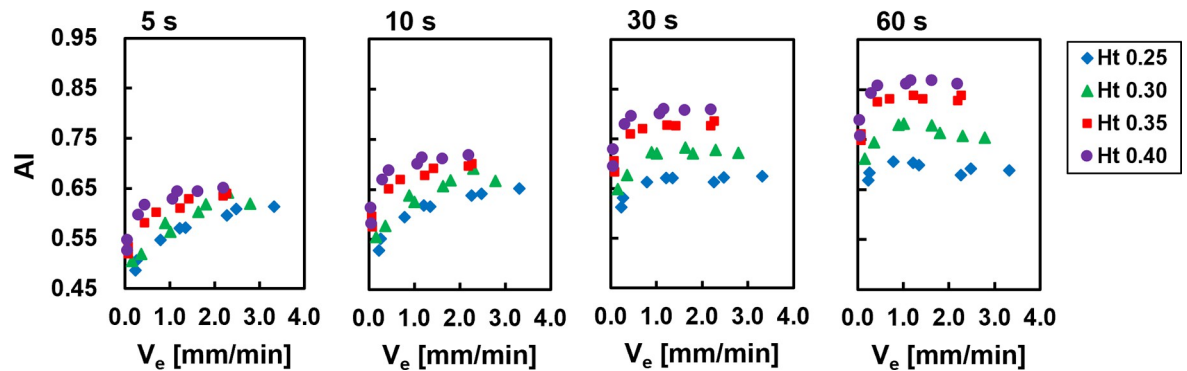 5 s
10 s
30 s
60 s
0.95
0.85
0.75
0.65
0.55
0.45
AI
Ht 0.25
Ht 0.30
Ht 0.35
Ht 0.40
0.0 1.0 2.0 3.0 4.0
0.0 1.0 2.0 3.0 4.0
0.0 1.0 2.0 3.0 4.0
0.0 1.0 2.0 3.0 4.0
Ve [mm/min]
Ve [mm/min]
Ve [mm/min]
Ve [mm/min]